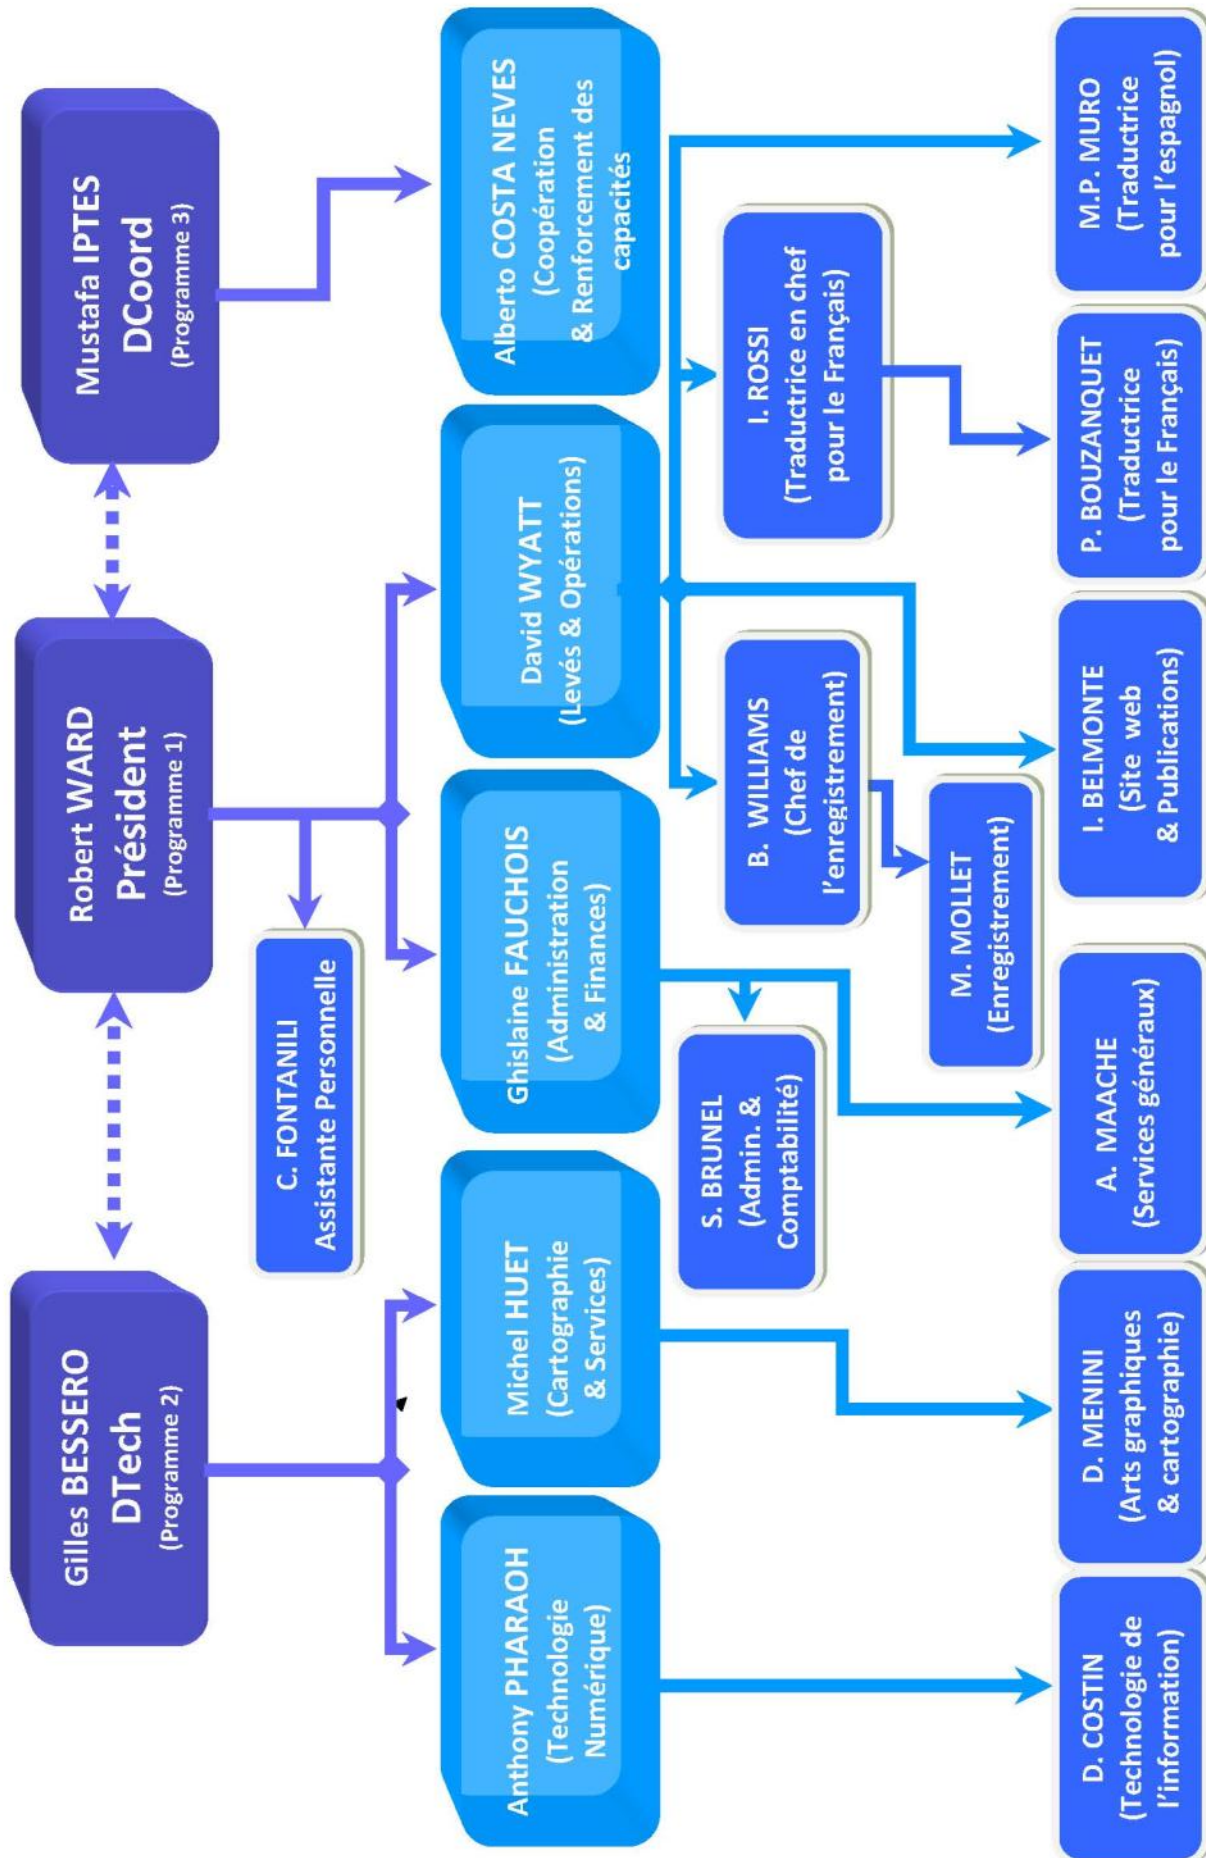 Gilles BESSERO
DTech
(Programme 2)
Robert WARD
Président
(Programme 1)
Mustafa IPTES
DCoord
(Programme 3)
C. FONTANILI
Assistante Personnelle
Anthony PHARAOH
(Technologie
Numérique)
Michel HUET
(Cartographie
& Services)
Ghislaine FAUCHOIS
(Administration
& Finances)
David WYATT
(Levés & Opérations)
Alberto COSTA NEVES
(Coopération
& Renforcement des
capacités
S. BRUNEL
(Admin. &
Comptabilité)
B. WILLIAMS
(Chef de
l'enregistrement)
I. ROSSI
(Traductrice en chef
pour le Français)
M. MOLLET
(Enregistrement)
D. COSTIN
(Technologie de
l'information)
D. MENINI
(Arts graphiques
& cartographie)
A. MAACHE
(Services généraux)
I. BELMONTE
(Site web
& Publications)
P. BOUZANQUET
(Traductrice
pour le Français)
M.P. MURO
(Traductrice
pour l'espagnol)